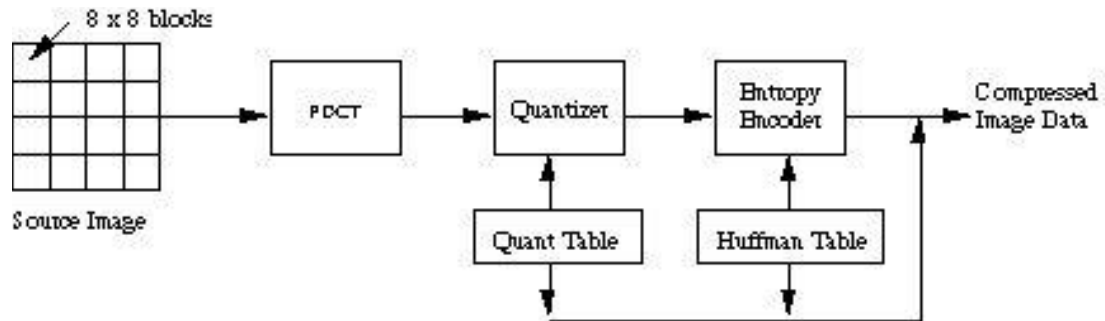 8 x 8 blocks
FDCT
Quantizer
Entropy
Encoder
Compressed
Image Data
Source Image
Quant Table
Huffman Table